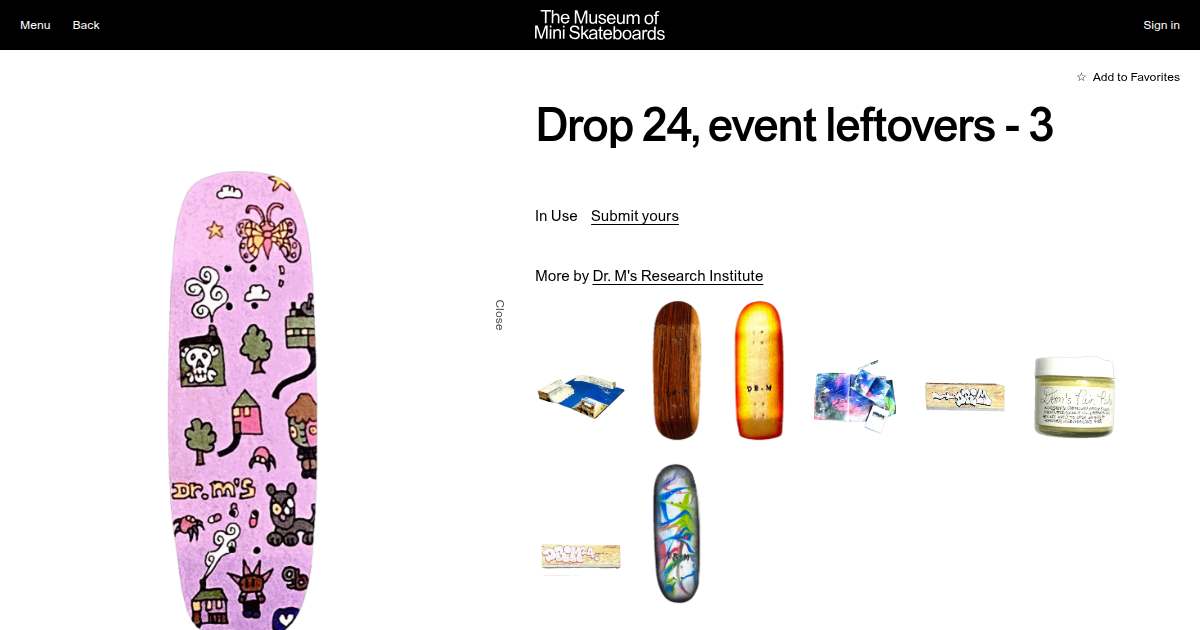 Menu
Back
The Museum of
Mini Skateboards
Sign in
☆ Add to Favorites
Drop 24, event leftovers - 3
In Use
Submit yours
More by Dr. M's Research Institute
Close
DR.M
Dr. M'S
gb